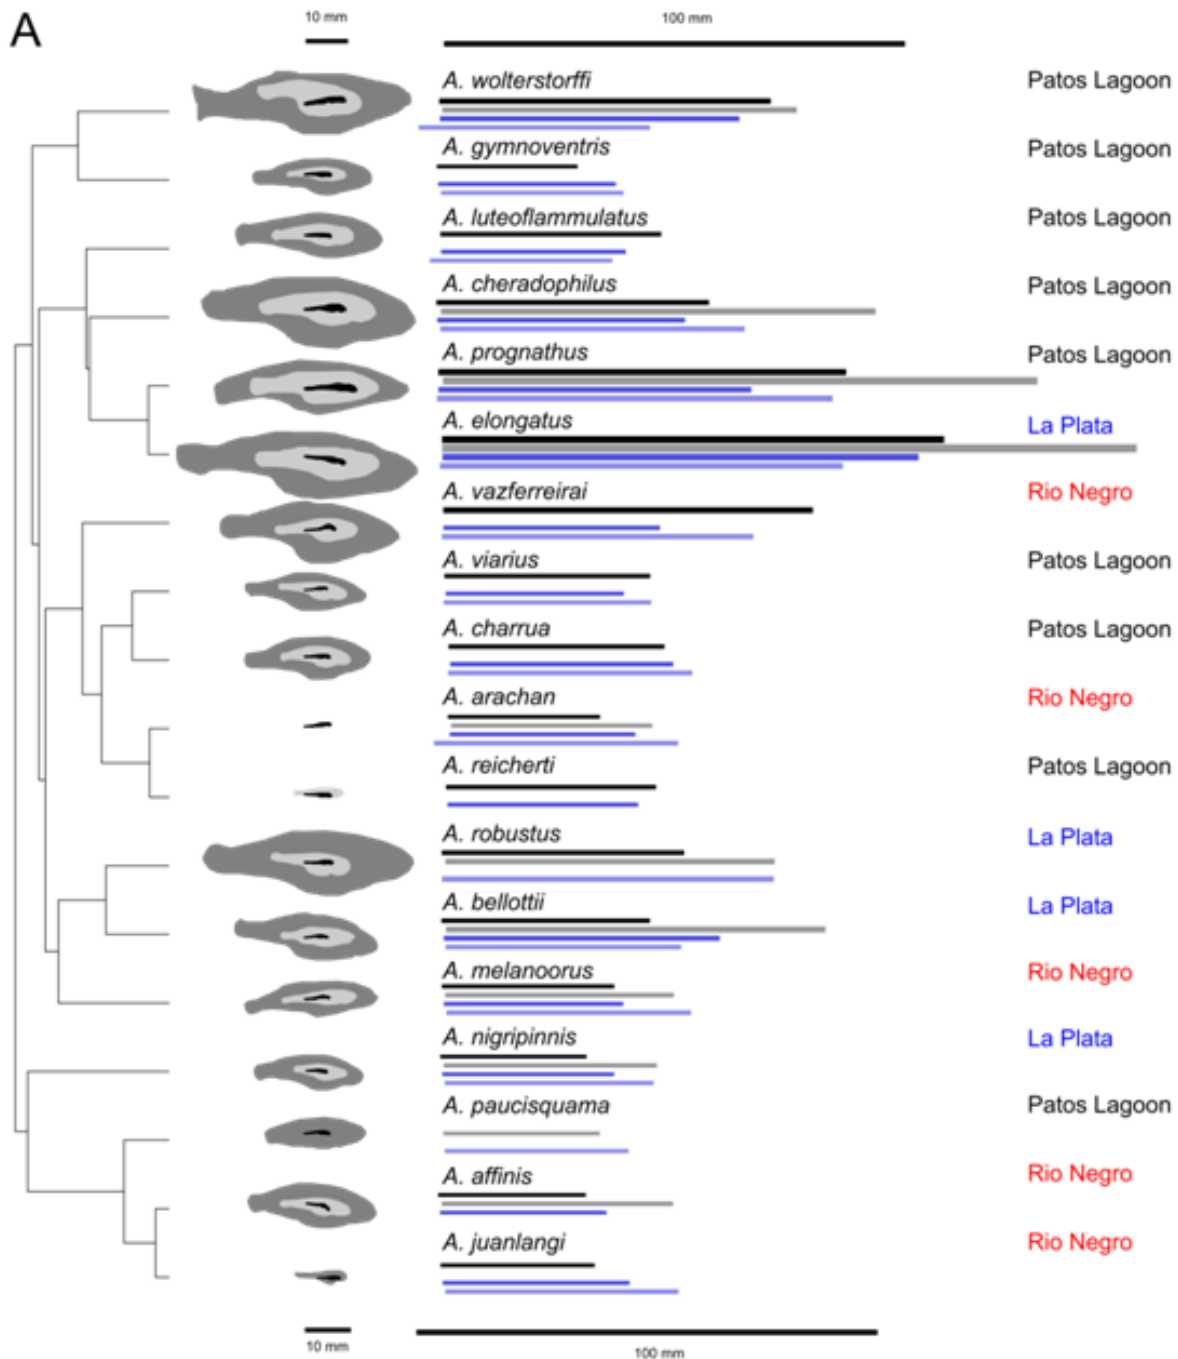 A
10 mm
100 mm
A. wolterstorffi Patos Lagoon
A. gymnoventris Patos Lagoon
A. luteoflammulatus Patos Lagoon
A. cheradophilus Patos Lagoon
A. prognathus Patos Lagoon
A. elongatus La Plata
A. vazferreirai Rio Negro
A. viarius Patos Lagoon
A. charrua Patos Lagoon
A. arachan Rio Negro
A. reicherti Patos Lagoon
A. robustus La Plata
A. bellottii La Plata
A. melanoorus Rio Negro
A. nigripinnis La Plata
A. paucisquama Patos Lagoon
A. affinis Rio Negro
A. juanlangi Rio Negro
10 mm
100 mm